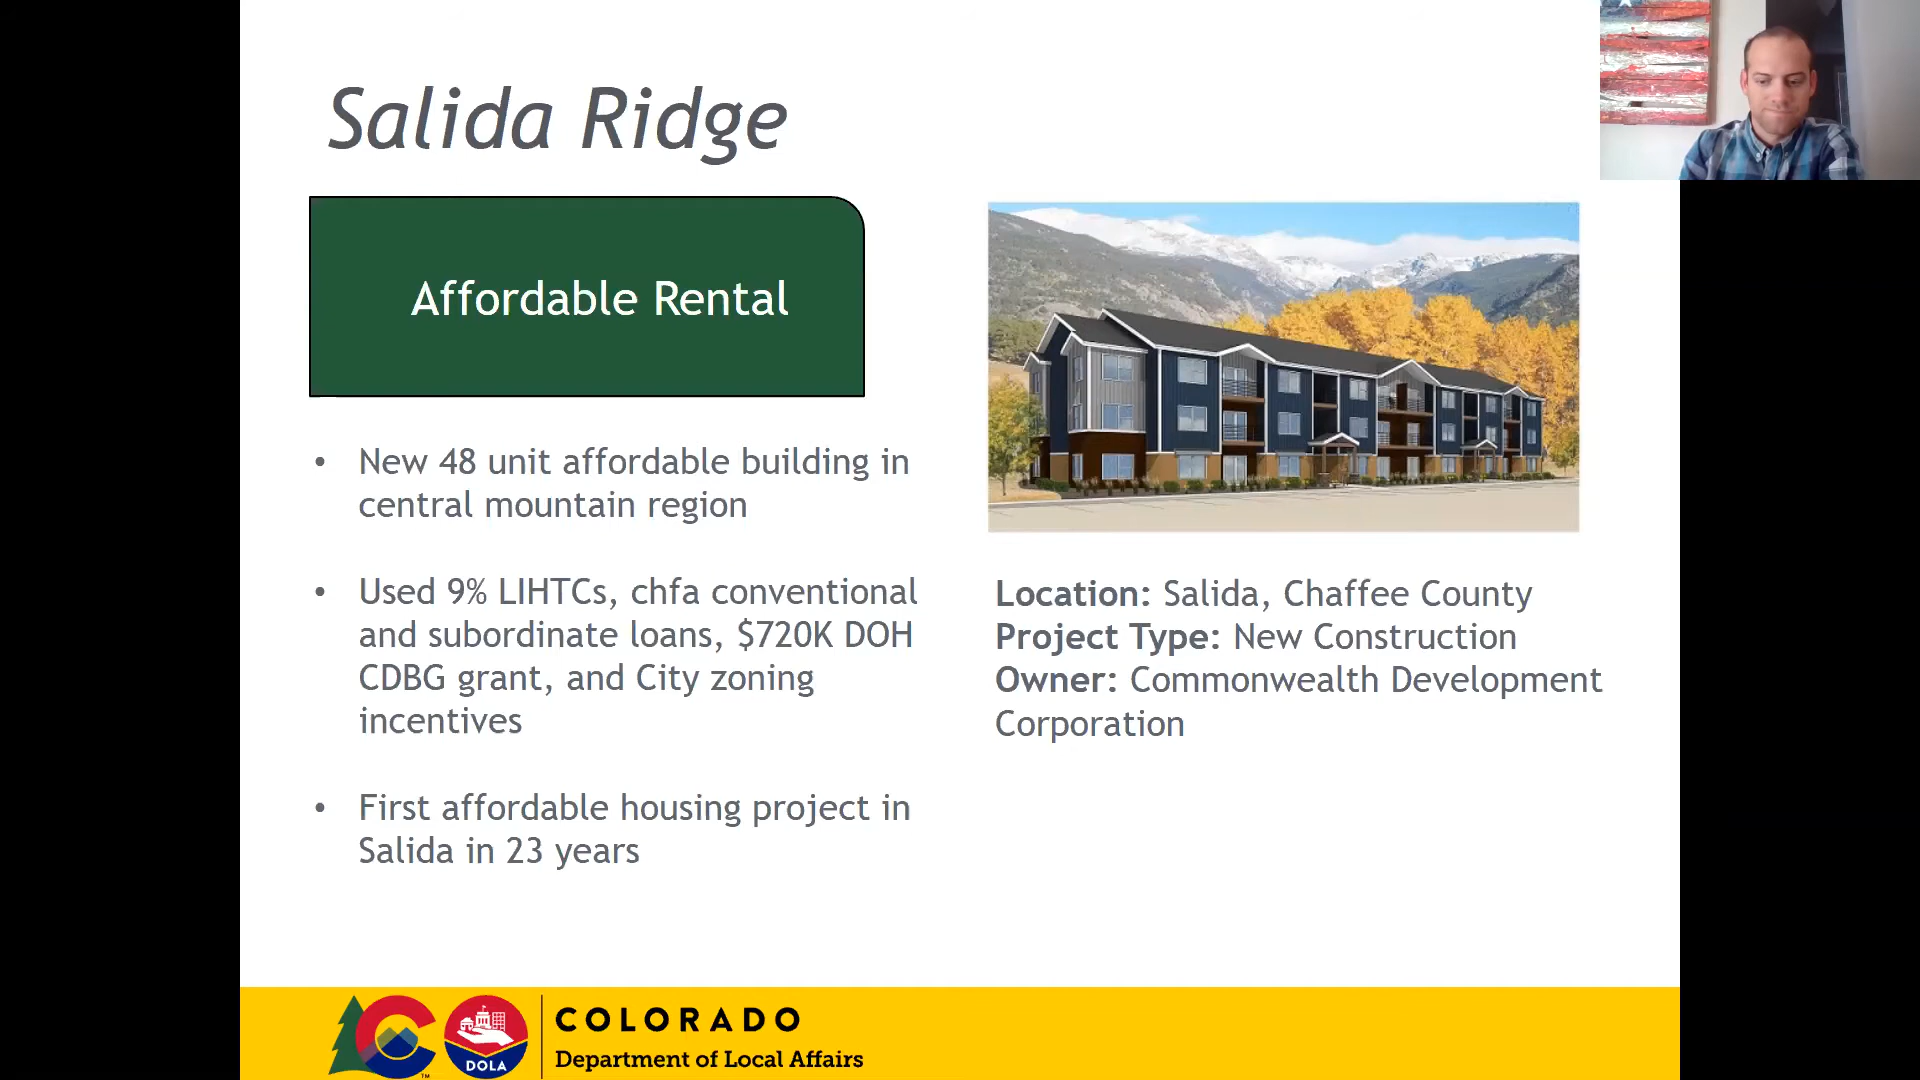 Salida Ridge
Affordable Rental
• New 48 unit affordable building in
central mountain region
• Used 9% LIHTCs, chfa conventional
and subordinate loans, $720K DOH
CDBG grant, and City zoning
incentives
• First affordable housing project in
Salida in 23 years
Location: Salida, Chaffee County
Project Type: New Construction
Owner: Commonwealth Development
Corporation
TM
DOLA
COLORADO
Department of Local Affairs